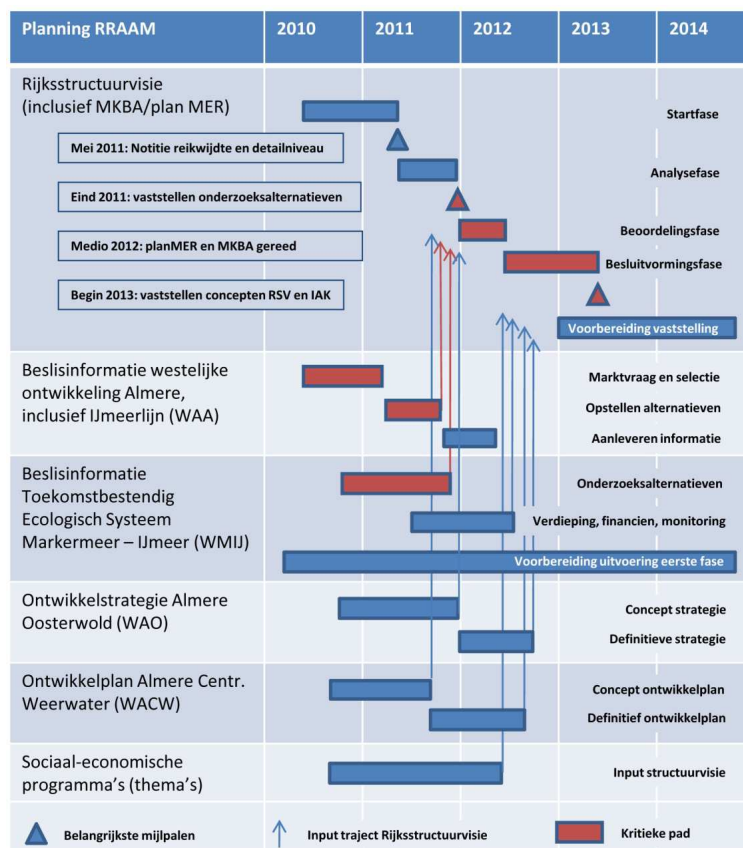 Planning RRAAM 2010 2011 2012 2013 2014
Rijksstructuurvisie
(inclusief MKBA/plan MER)
Startfase
Mei 2011: Notitie reikwijdte en detailniveau
Analysefase
Eind 2011: vaststellen onderzoeksalternatieven
Beoordelingsfase
Medio 2012: planMER en MKBA gereed
Besluitvormingsfase
Begin 2013: vaststellen concepten RSV en IAK
Voorbereiding vaststelling
Beslisinformatie westelijke
ontwikkeling Almere,
inclusief IJmeerlijn (WAA)
Marktvraag en selectie
Opstellen alternatieven
Aanleveren informatie
Beslisinformatie
Toekomstbestendig
Ecologisch Systeem
Markermeer – IJmeer (WMIJ)
Onderzoeksalternatieven
Verdieping, financien, monitoring
Voorbereiding uitvoering eerste fase
Ontwikkelstrategie Almere
Oosterwold (WAO)
Concept strategie
Definitieve strategie
Ontwikkelplan Almere Centr.
Weerwater (WACW)
Concept ontwikkelplan
Definitief ontwikkelplan
Sociaal-economische
programma's (thema's)
Input structuurvisie
Belangrijkste mijlpalen
Input traject Rijksstructuurvisie
Kritieke pad